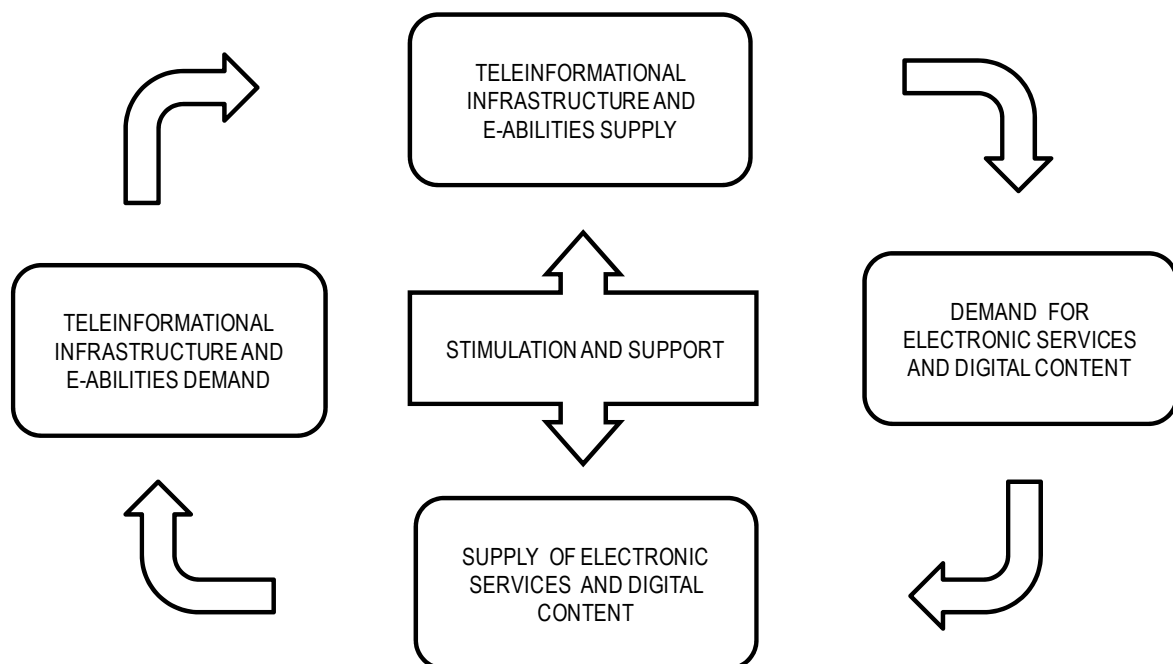 TELEINFORMATIONAL
INFRASTRUCTURE AND
E-ABILITIES SUPPLY
TELEINFORMATIONAL
INFRASTRUCTURE AND
E-ABILITIES DEMAND
STIMULATION AND SUPPORT
DEMAND FOR
ELECTRONIC SERVICES
AND DIGITAL CONTENT
SUPPLY OF ELECTRONIC
SERVICES AND DIGITAL
CONTENT